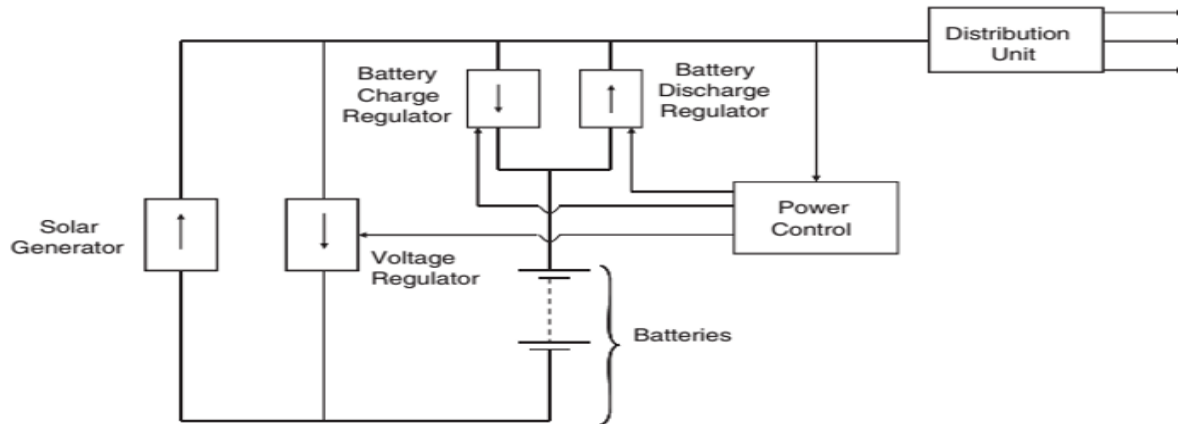 Distribution
Unit
Battery
Charge
Regulator
Battery
Discharge
Regulator
Solar
Generator
Voltage
Regulator
Power
Control
Batteries